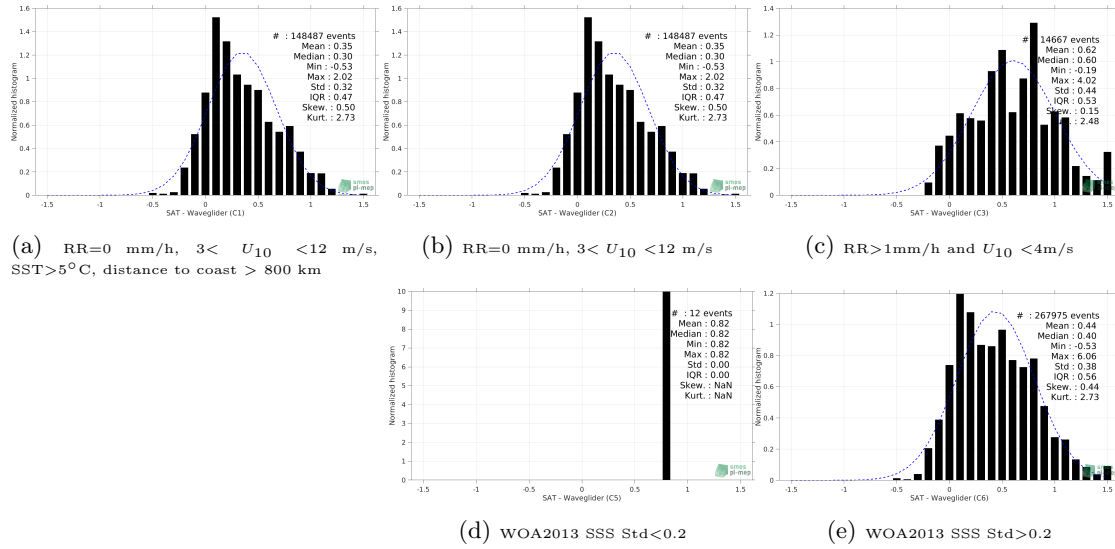 1.6
1.4
1.2
1
0.8
0.6
0.4
0.2
0
Normalized histogram
# : 148487 events
Mean : 0.35
Median : 0.30
Min : -0.53
Max : 2.02
Std : 0.32
IQR : 0.47
Skew. : 0.50
Kurt. : 2.73
smos
pi-mep
-1.5 -1 -0.5 0 0.5 1 1.5
SAT - Waveglider (C1)
(a) RR=0 mm/h, 3< U10 <12 m/s,
SST>5°C, distance to coast > 800 km
1.6
1.4
1.2
1
0.8
0.6
0.4
0.2
0
Normalized histogram
# : 148487 events
Mean : 0.35
Median : 0.30
Min : -0.53
Max : 2.02
Std : 0.32
IQR : 0.47
Skew. : 0.50
Kurt. : 2.73
smos
pi-mep
-1.5 -1 -0.5 0 0.5 1 1.5
SAT - Waveglider (C2)
(b) RR=0 mm/h, 3< U10 <12 m/s
1.4
1.2
1
0.8
0.6
0.4
0.2
0
Normalized histogram
# : 14667 events
Mean : 0.62
Median : 0.60
Min : -0.19
Max : 4.02
Std : 0.44
IQR : 0.53
Skew. : 0.15
Kurt. : 2.48
-1.5 -1 -0.5 0 0.5 1 1.5
SAT - Waveglider (C3)
(c) RR>1mm/h and U10 <4m/s
10
9
8
7
6
5
4
3
2
1
0
Normalized histogram
# : 12 events
Mean : 0.82
Median : 0.82
Min : 0.82
Max : 0.82
Std : 0.00
IQR : 0.00
Skew. : NaN
Kurt. : NaN
smos
pi-mep
-1.5 -1 -0.5 0 0.5 1 1.5
SAT - Waveglider (C5)
(d) WOA2013 SSS Std<0.2
1.2
1
0.8
0.6
0.4
0.2
0
Normalized histogram
# : 267975 events
Mean : 0.44
Median : 0.40
Min : -0.53
Max : 6.06
Std : 0.38
IQR : 0.56
Skew. : 0.44
Kurt. : 2.73
-1.5 -1 -0.5 0 0.5 1 1.5
SAT - Waveglider (C6)
(e) WOA2013 SSS Std>0.2